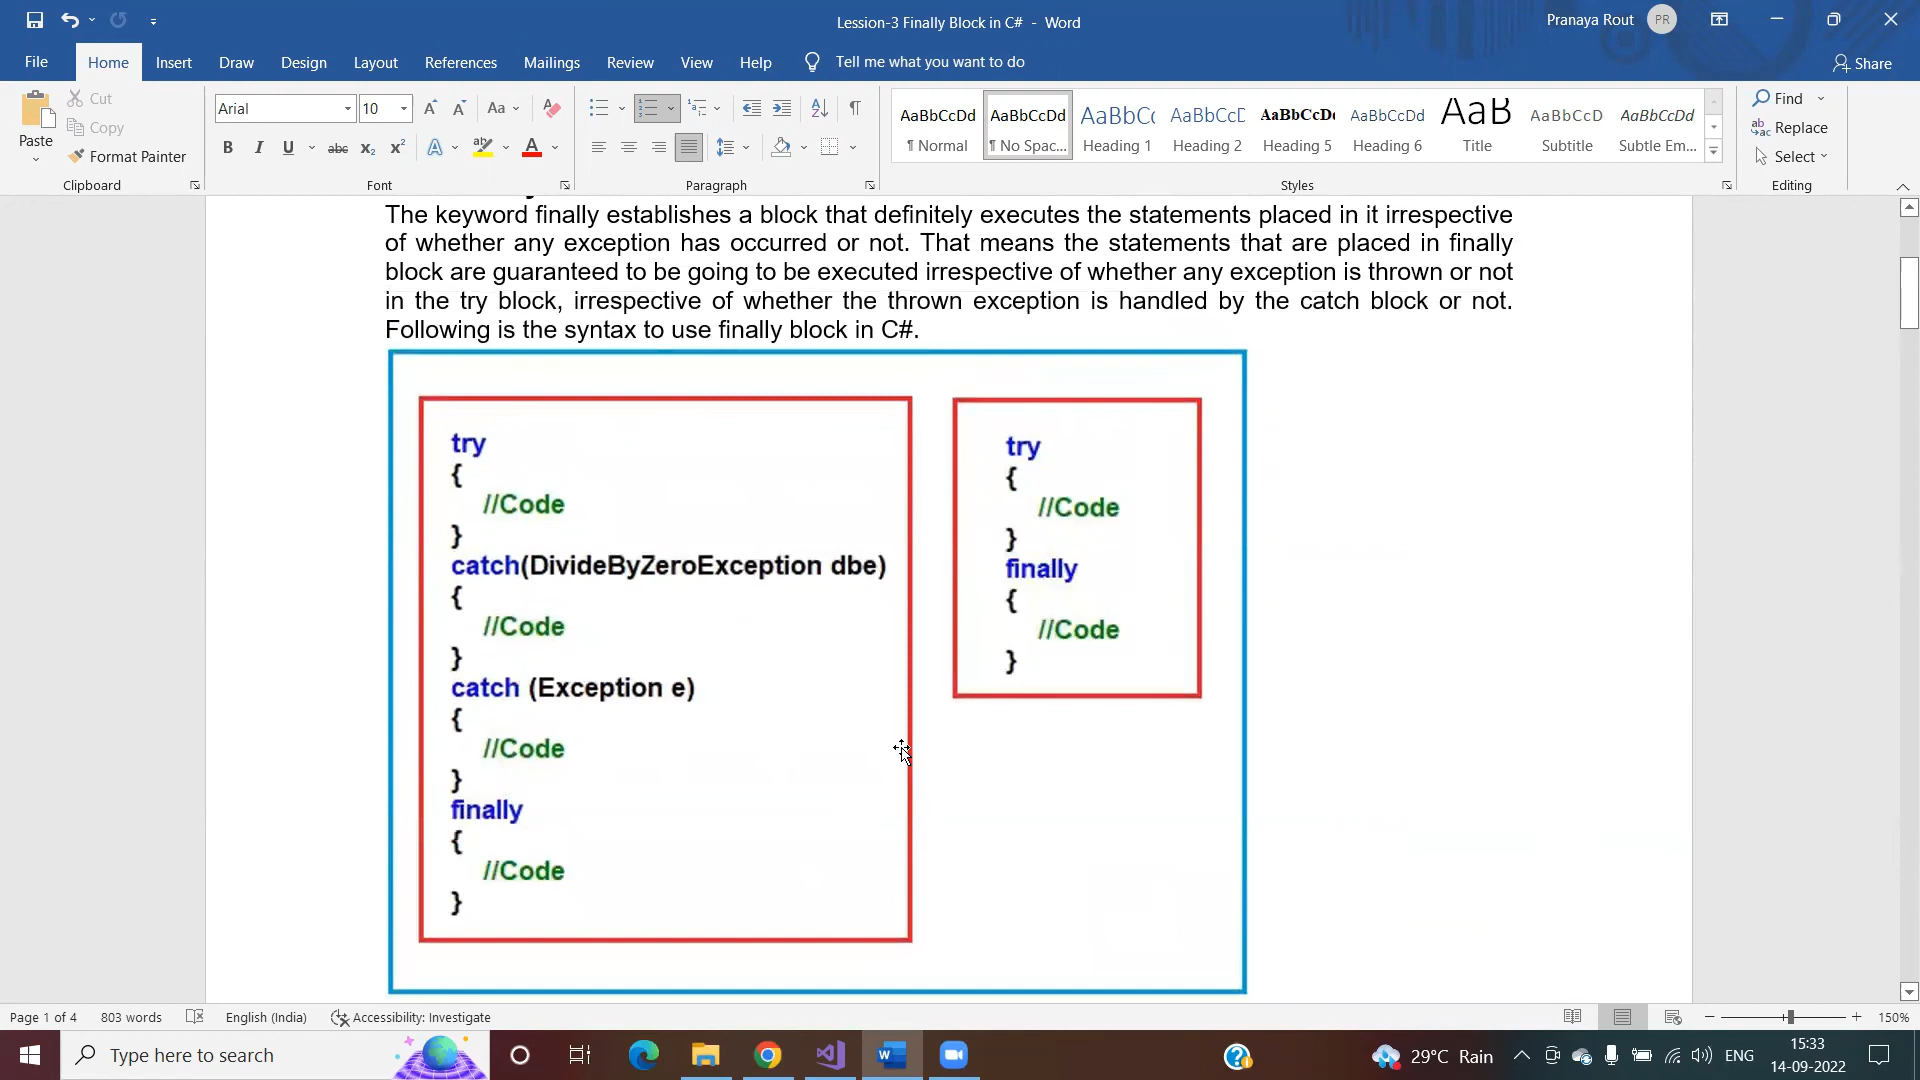 Lession-3 Finally Block in C# - Word
Pranaya Rout
PR
File
Home
Insert
Draw
Design
Layout
References
Mailings
Review
View
Help
Tell me what you want to do
Share
Paste
Cut
Copy
Format Painter
Clipboard
Arial
10
Aa
B I U abc x₂ x² A A
Font
Paragraph
AaBbCcDd
¶ Normal
AaBbCcDd
¶ No Spac...
AaBbCc
Heading 1
AaBbCcD
Heading 2
AaBbCcDd
Heading 5
AaBbCcDd
Heading 6
AaB
Title
AaBbCcD
Subtitle
AaBbCcDd
Subtle Em...
Styles
Find
Replace
Select
Editing
The keyword finally establishes a block that definitely executes the statements placed in it irrespective
of whether any exception has occurred or not. That means the statements that are placed in finally
block are guaranteed to be going to be executed irrespective of whether any exception is thrown or not
in the try block, irrespective of whether the thrown exception is handled by the catch block or not.
Following is the syntax to use finally block in C#.
try
{
//Code
}
catch(DivideByZeroException dbe)
{
//Code
}
catch (Exception e)
{
//Code
}
finally
{
//Code
}
try
{
//Code
}
finally
{
//Code
}
Page 1 of 4
803 words
English (India)
Accessibility: Investigate
150%
Type here to search
29°C Rain
ENG
15:33
14-09-2022